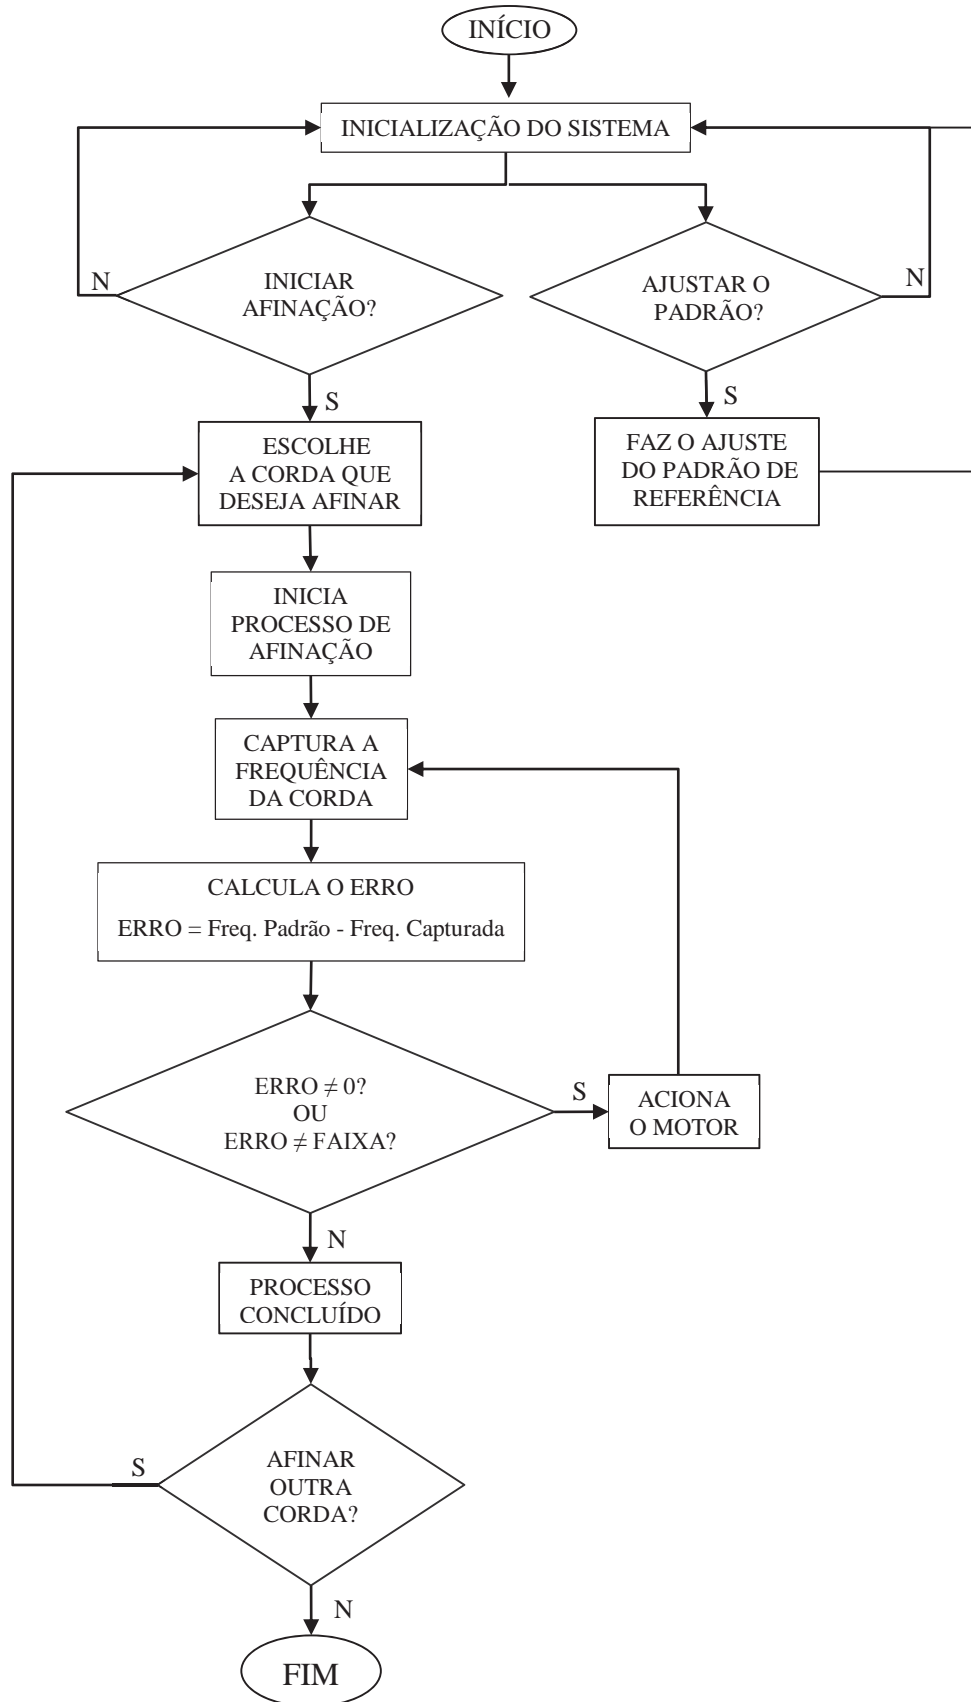 INÍCIO
INICIALIZAÇÃO DO SISTEMA
N
INICIAR
AFINAÇÃO?
AJUSTAR O
PADRÃO?
N
S
S
ESCOLHE
A CORDA QUE
DESEJA AFINAR
FAZ O AJUSTE
DO PADRÃO DE
REFERÊNCIA
INICIA
PROCESSO DE
AFINAÇÃO
CAPTURA A
FREQUÊNCIA
DA CORDA
CALCULA O ERRO
ERRO = Freq. Padrão - Freq. Capturada
ERRO ≠ 0?
OU
ERRO ≠ FAIXA?
S
ACIONA
O MOTOR
N
PROCESSO
CONCLUÍDO
S
AFINAR
OUTRA
CORDA?
N
FIM